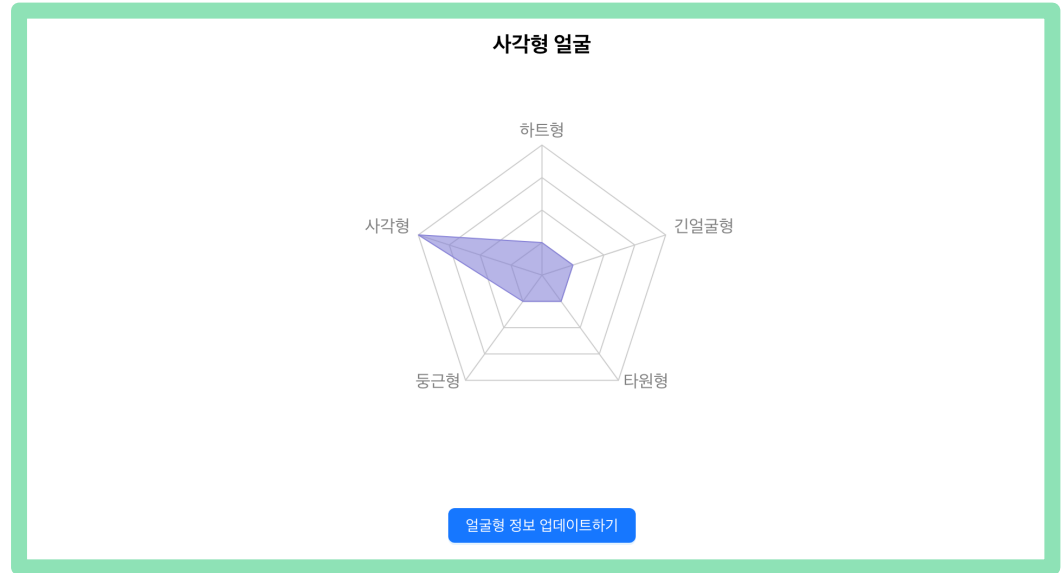 사각형 얼굴
하트형
사각형
긴얼굴형
둥근형
타원형
얼굴형 정보 업데이트하기